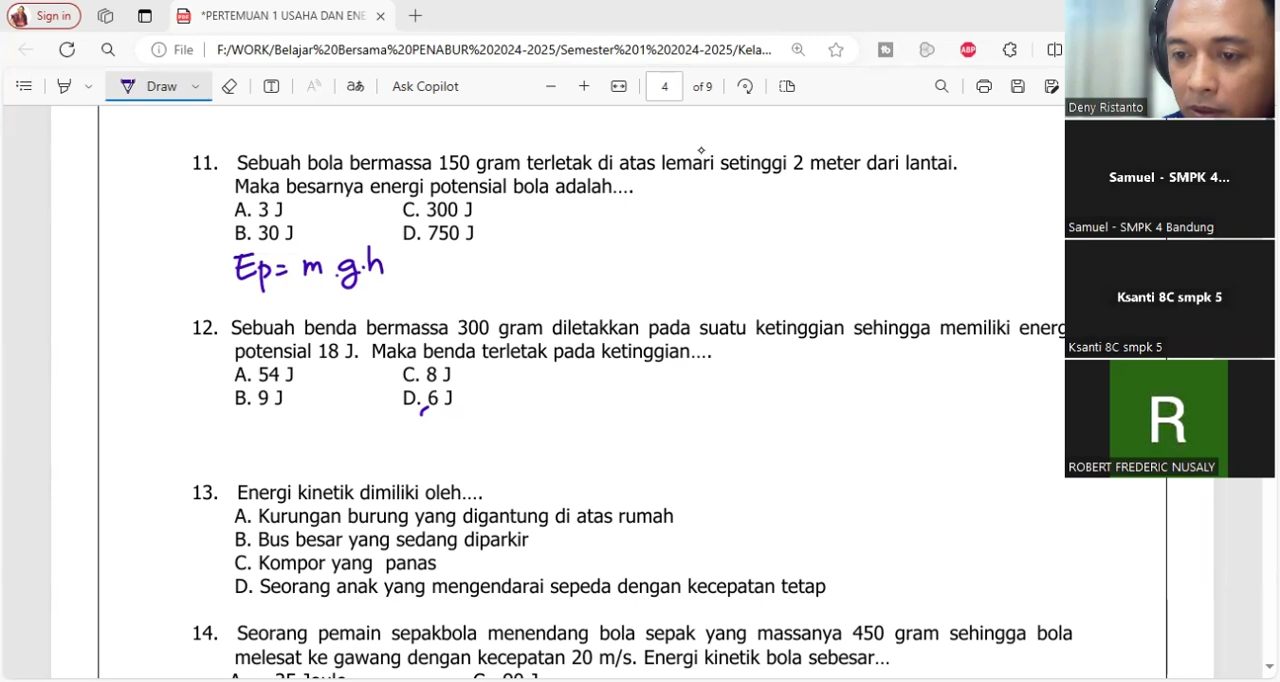 Sign in
*PERTEMUAN 1 USAHA DAN ENE
File
F:/WORK/Belajar%20Bersama%20PENABUR%202024-2025/Semester%201%202024-2025/Kela...
ABP
Draw
Ask Copilot
4 of 9
11. Sebuah bola bermassa 150 gram terletak di atas lemari setinggi 2 meter dari lantai.
Maka besarnya energi potensial bola adalah....
A. 3 J C. 300 J
B. 30 J D. 750 J
Ep= m.g.h
12. Sebuah benda bermassa 300 gram diletakkan pada suatu ketinggian sehingga memiliki energ
potensial 18 J. Maka benda terletak pada ketinggian....
A. 54 J C. 8 J
B. 9 J D. 6 J
13. Energi kinetik dimiliki oleh....
A. Kurungan burung yang digantung di atas rumah
B. Bus besar yang sedang diparkir
C. Kompor yang panas
D. Seorang anak yang mengendarai sepeda dengan kecepatan tetap
14. Seorang pemain sepakbola menendang bola sepak yang massanya 450 gram sehingga bola
melesat ke gawang dengan kecepatan 20 m/s. Energi kinetik bola sebesar...
Deny Ristanto
Samuel - SMPK 4...
Samuel - SMPK 4 Bandung
Ksanti 8C smpk 5
Ksanti 8C smpk 5
R
ROBERT FREDERIC NUSALY